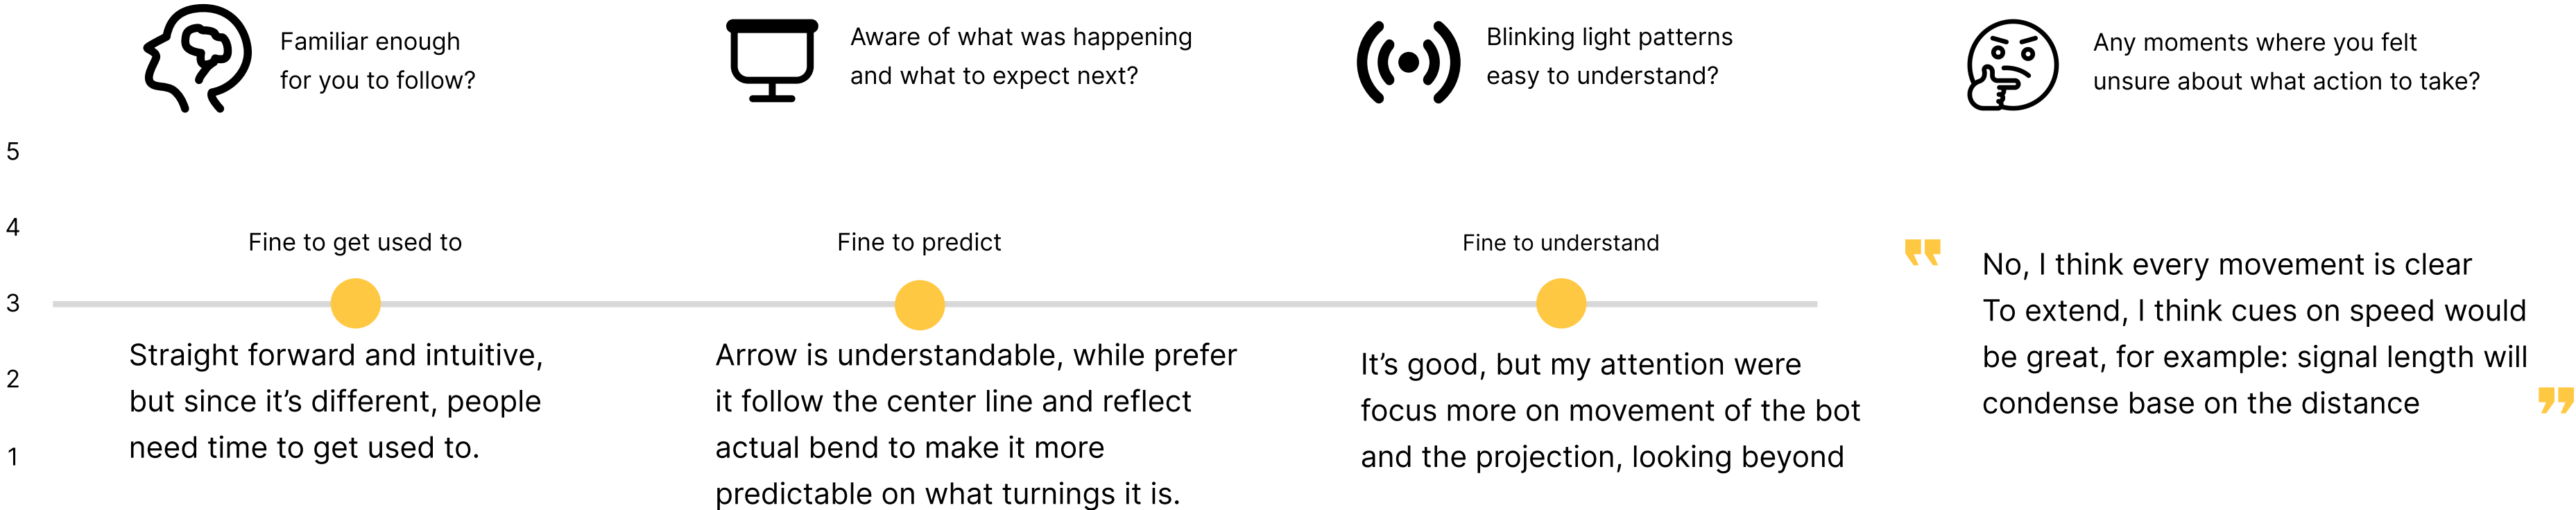 Familiar enough
for you to follow?
Aware of what was happening
and what to expect next?
Blinking light patterns
easy to understand?
Any moments where you felt
unsure about what action to take?
5
4
3
2
1
Fine to get used to
Straight forward and intuitive,
but since it’s different, people
need time to get used to.
Fine to predict
Arrow is understandable, while prefer
it follow the center line and reflect
actual bend to make it more
predictable on what turnings it is.
Fine to understand
It’s good, but my attention were
focus more on movement of the bot
and the projection, looking beyond
No, I think every movement is clear
To extend, I think cues on speed would
be great, for example: signal length will
condense base on the distance